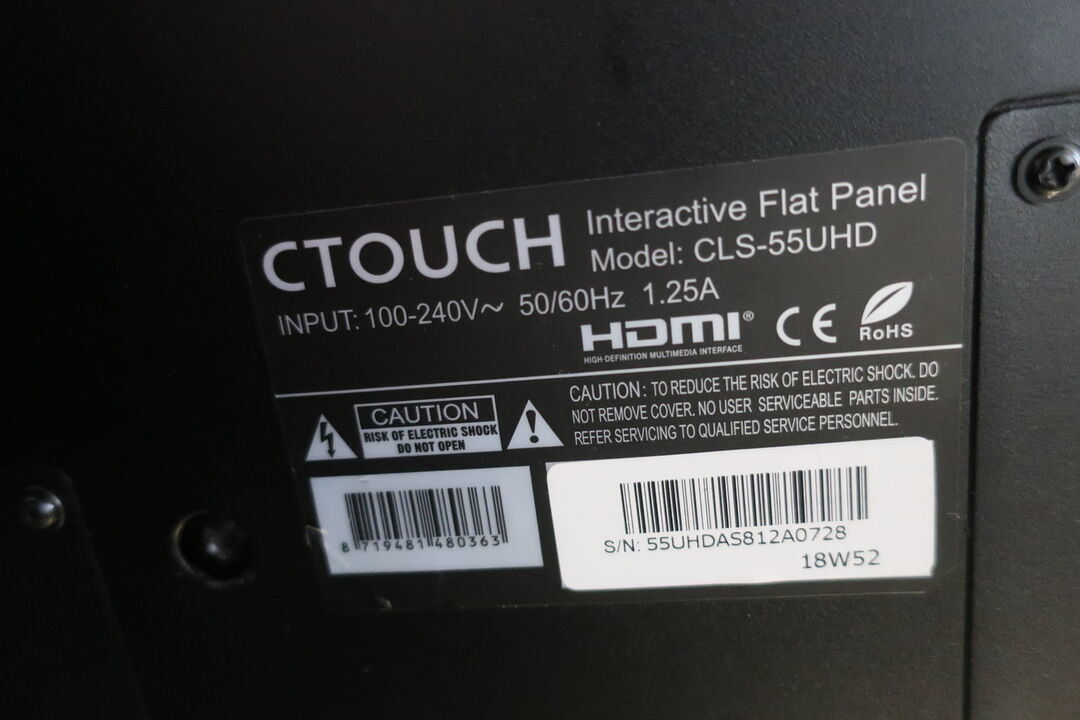 CTOUCH
Interactive Flat Panel
Model: CLS-55UHD
INPUT: 100-240V~ 50/60Hz 1.25A
HDMI®
HIGH-DEFINITION MULTIMEDIA INTERFACE
CE
RoHS
CAUTION
RISK OF ELECTRIC SHOCK
DO NOT OPEN
CAUTION: TO REDUCE THE RISK OF ELECTRIC SHOCK. DO
NOT REMOVE COVER. NO USER SERVICEABLE PARTS INSIDE.
REFER SERVICING TO QUALIFIED SERVICE PERSONNEL.
8 719481 480363
S/N: 55UHDAS812A0728
18W52